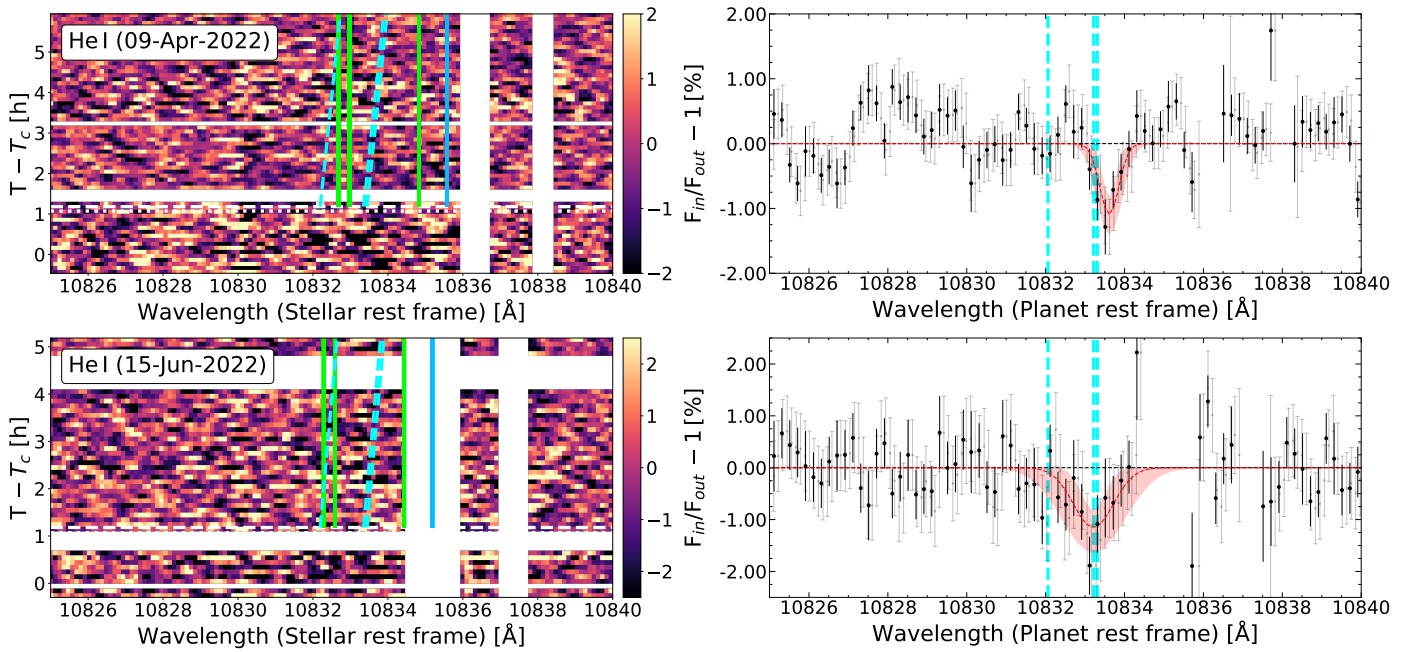 He I (09-Apr-2022)
T − T_c [h]
5
4
3
2
1
0
10826 10828 10830 10832 10834 10836 10838 10840
Wavelength (Stellar rest frame) [Å]
2
1
0
−1
−2
F_in/F_out − 1 [%]
2.00
1.00
0.00
-1.00
-2.00
10826 10828 10830 10832 10834 10836 10838 10840
Wavelength (Planet rest frame) [Å]
He I (15-Jun-2022)
T − T_c [h]
5
4
3
2
1
0
10826 10828 10830 10832 10834 10836 10838 10840
Wavelength (Stellar rest frame) [Å]
2
1
0
−1
−2
F_in/F_out − 1 [%]
2.00
1.00
0.00
-1.00
-2.00
10826 10828 10830 10832 10834 10836 10838 10840
Wavelength (Planet rest frame) [Å]